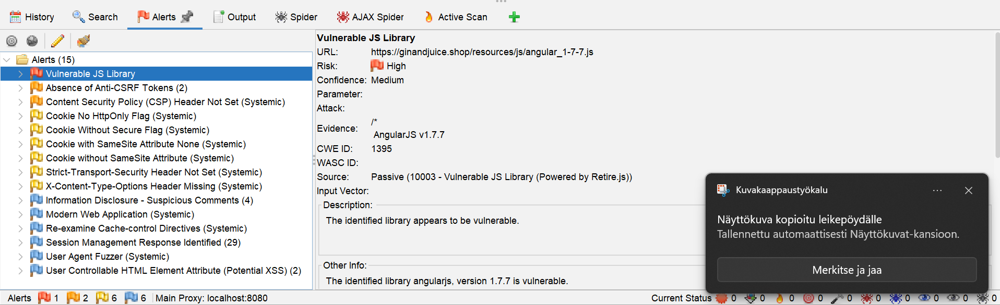 History Search Alerts Output Spider AJAX Spider Active Scan
Alerts (15)
Vulnerable JS Library
Absence of Anti-CSRF Tokens (2)
Content Security Policy (CSP) Header Not Set (Systemic)
Cookie No HttpOnly Flag (Systemic)
Cookie Without Secure Flag (Systemic)
Cookie with SameSite Attribute None (Systemic)
Cookie without SameSite Attribute (Systemic)
Strict-Transport-Security Header Not Set (Systemic)
X-Content-Type-Options Header Missing (Systemic)
Information Disclosure - Suspicious Comments (4)
Modern Web Application (Systemic)
Re-examine Cache-control Directives (Systemic)
Session Management Response Identified (29)
User Agent Fuzzer (Systemic)
User Controllable HTML Element Attribute (Potential XSS) (2)
Vulnerable JS Library
URL: https://ginandjuice.shop/resources/js/angular_1-7-7.js
Risk: High
Confidence: Medium
Parameter:
Attack:
Evidence: /*
AngularJS v1.7.7
CWE ID: 1395
WASC ID:
Source: Passive (10003 - Vulnerable JS Library (Powered by Retire.js))
Input Vector:
Description:
The identified library appears to be vulnerable.
Other Info:
The identified library angularjs, version 1.7.7 is vulnerable.
Kuvakaappaustyökalu
Näyttökuva kopioitu leikepöydälle
Tallennettu automaattisesti Näyttökuvat-kansioon.
Merkitse ja jaa
Alerts 1 2 6 6 Main Proxy: localhost:8080
Current Status 0 0 0 0 0 0 0 0 0 0